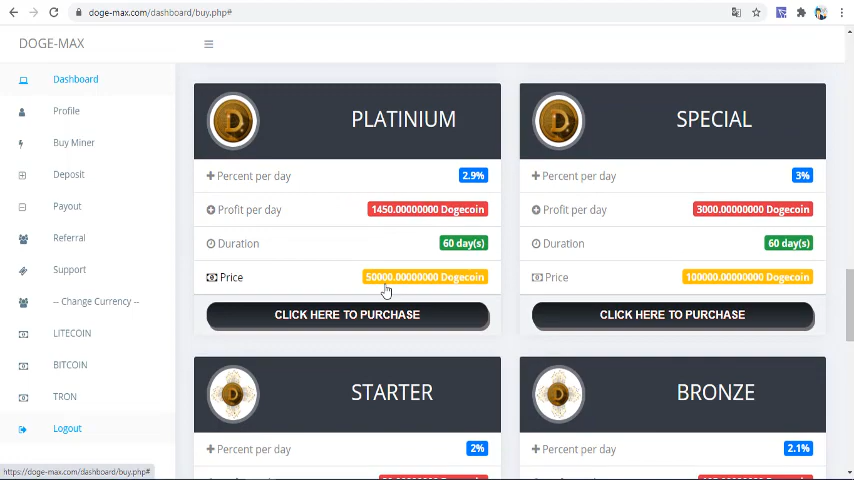 doge-max.com/dashboard/buy.php#
DOGE-MAX
Dashboard
Profile
Buy Miner
Deposit
Payout
Referral
Support
-- Change Currency --
LITECOIN
BITCOIN
TRON
Logout
PLATINIUM
Percent per day 2.9%
Profit per day 1450.00000000 Dogecoin
Duration 60 day(s)
Price 50000.00000000 Dogecoin
CLICK HERE TO PURCHASE
SPECIAL
Percent per day 3%
Profit per day 3000.00000000 Dogecoin
Duration 60 day(s)
Price 100000.00000000 Dogecoin
CLICK HERE TO PURCHASE
STARTER
Percent per day 2%
BRONZE
Percent per day 2.1%
https://doge-max.com/dashboard/buy.php#